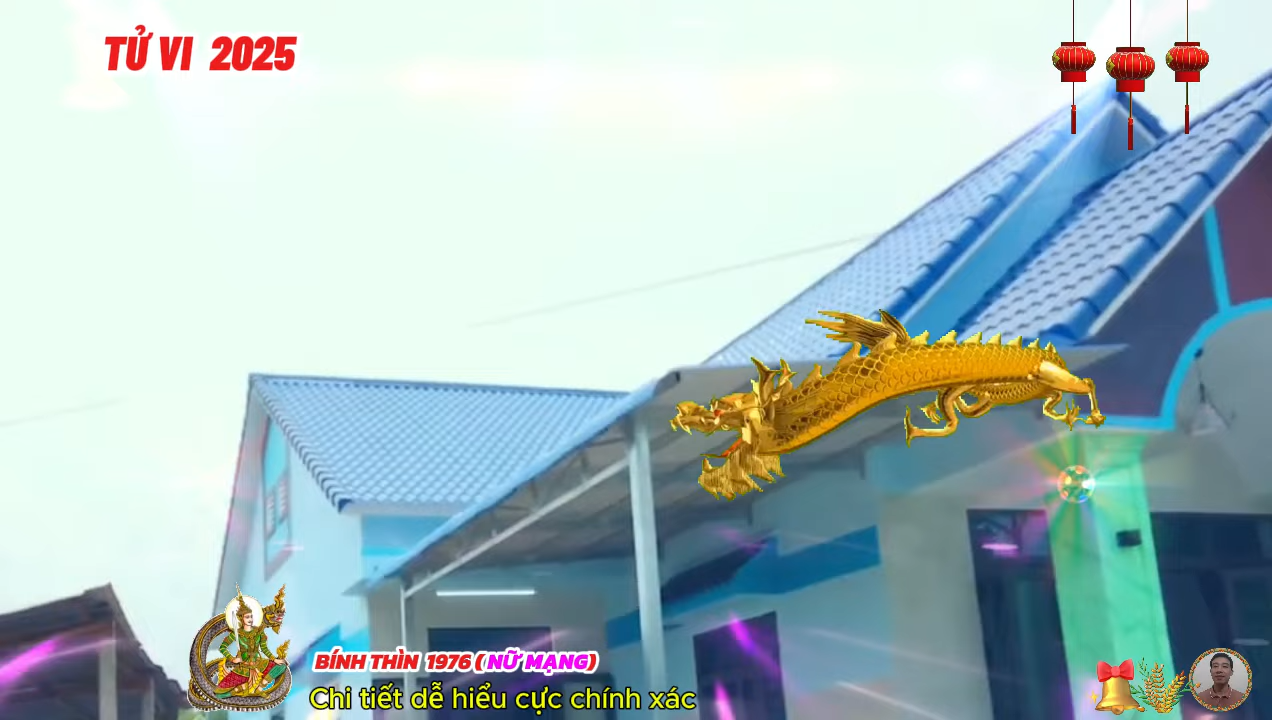 TỬ VI 2025
BÍNH THÌN 1976 ( NỮ MẠNG)
Chi tiết dễ hiểu cực chính xác